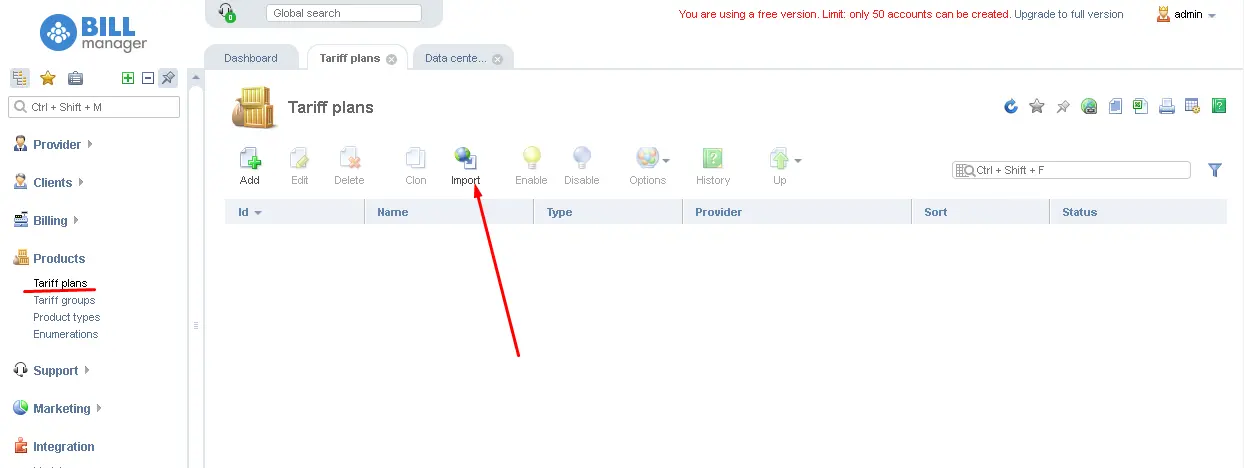 BILL
manager
0
Global search
You are using a free version. Limit: only 50 accounts can be created. Upgrade to full version
admin
Dashboard
Tariff plans
Data cente...
Ctrl + Shift + M
Tariff plans
Provider
Clients
Billing
Products
Tariff plans
Tariff groups
Product types
Enumerations
Support
Marketing
Integration
Add
Edit
Delete
Clon
Import
Enable
Disable
Options
History
Up
Ctrl + Shift + F
Id
Name
Type
Provider
Sort
Status